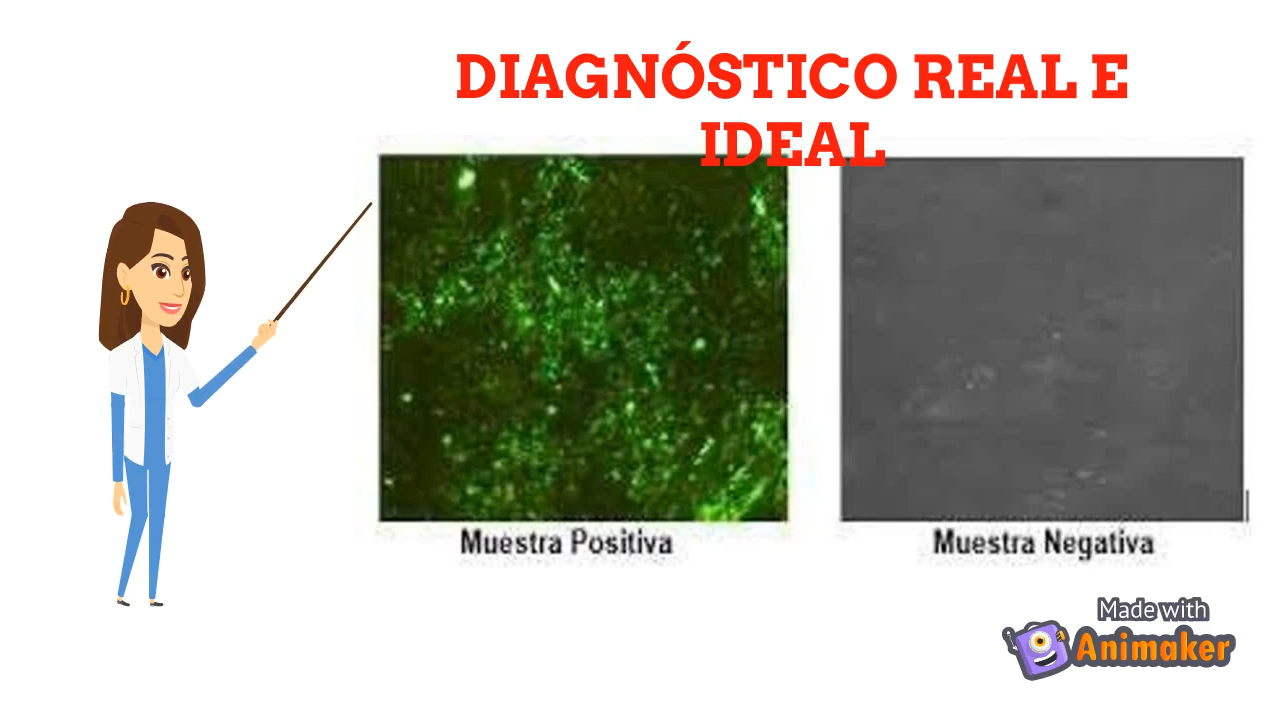 DIAGNÓSTICO REAL E
IDEAL
Muestra Positiva
Muestra Negativa
Made with
Animaker